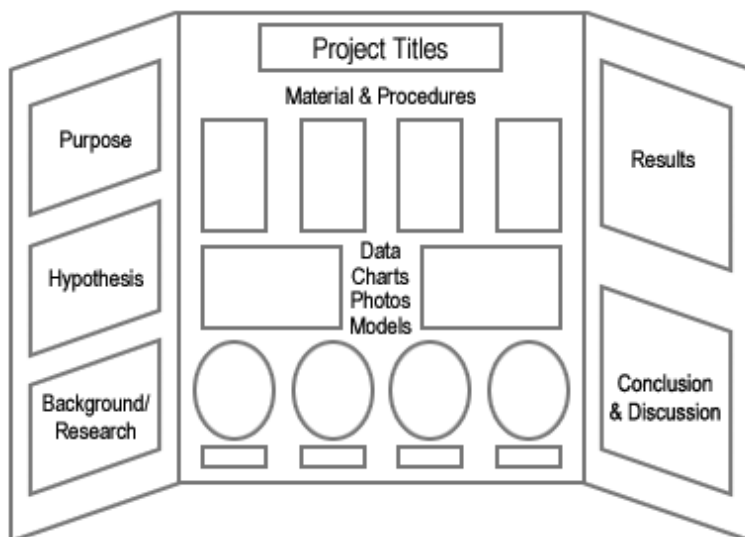 Project Titles
Material & Procedures
Purpose
Hypothesis
Background/
Research
Data
Charts
Photos
Models
Results
Conclusion
& Discussion